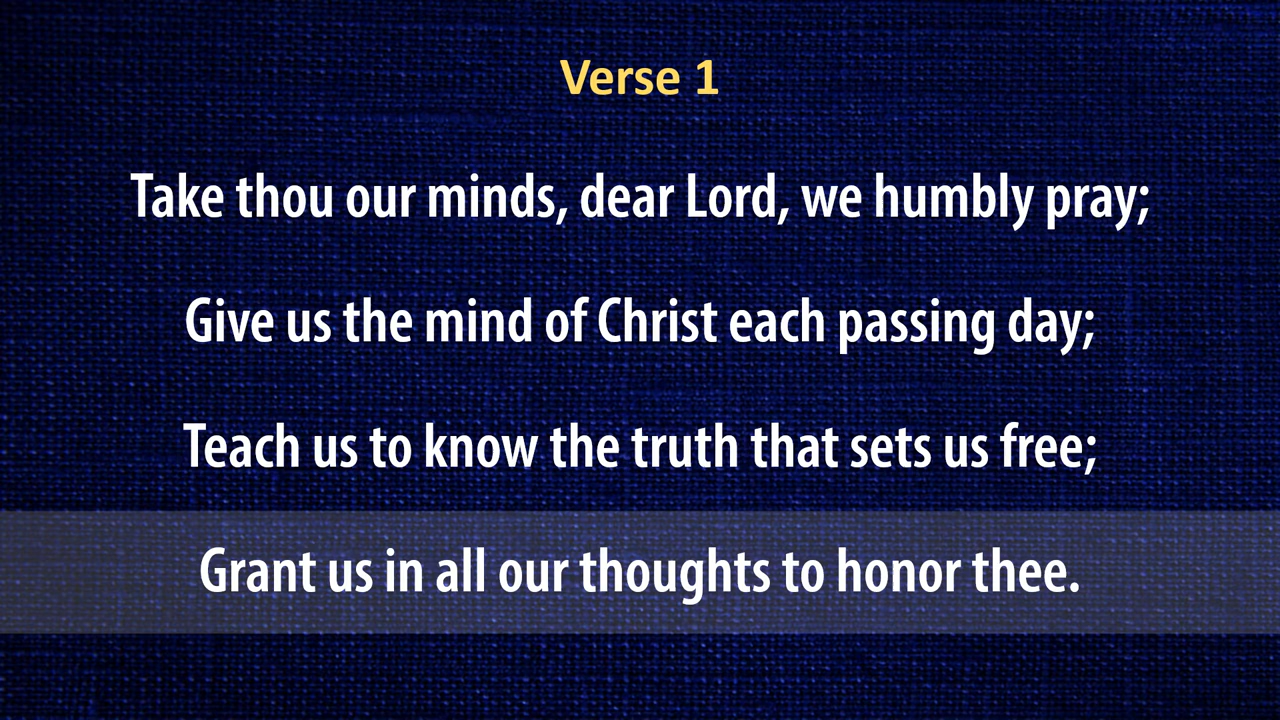 Verse 1
Take thou our minds, dear Lord, we humbly pray;
Give us the mind of Christ each passing day;
Teach us to know the truth that sets us free;
Grant us in all our thoughts to honor thee.